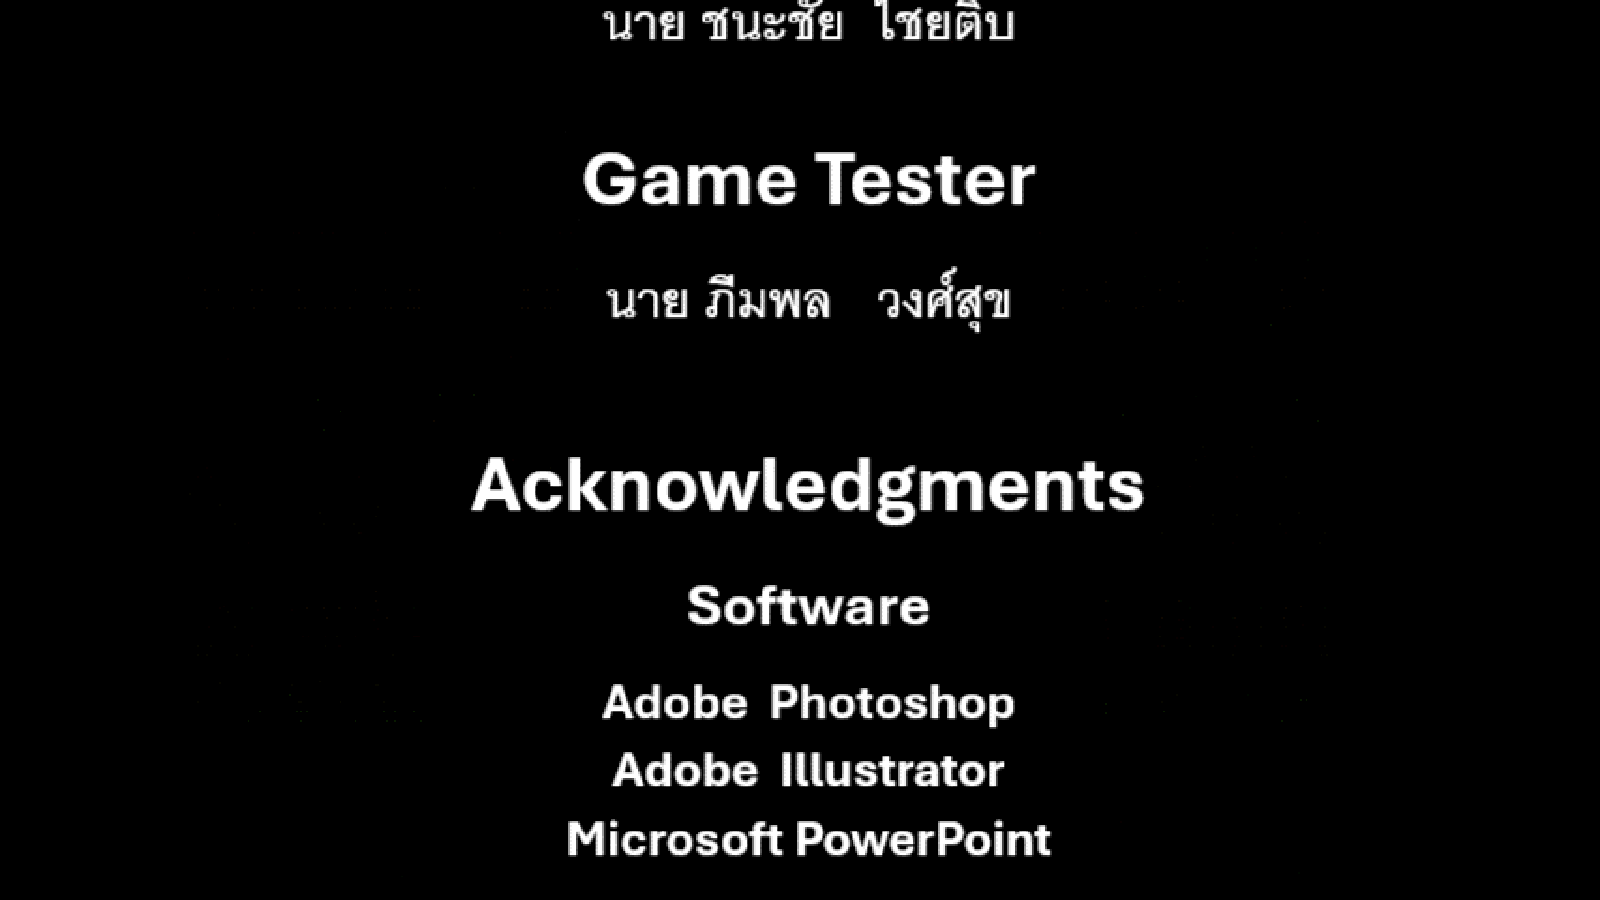 นาย ชนะชัย ไชยติ๊บ
Game Tester
นาย ภีมพล วงศ์สุข
Acknowledgments
Software
Adobe Photoshop
Adobe Illustrator
Microsoft PowerPoint